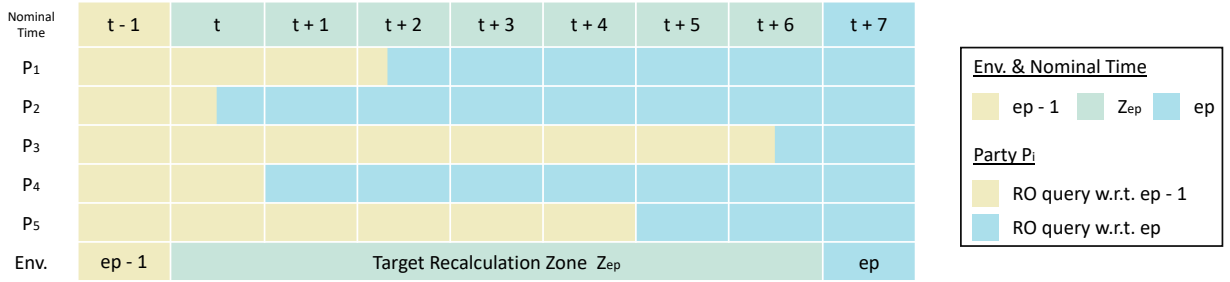 Nominal Time t - 1 t t + 1 t + 2 t + 3 t + 4 t + 5 t + 6 t + 7
P1
P2
P3
P4
P5
Env. ep - 1 Target Recalculation Zone Zep ep
Env. & Nominal Time
ep - 1 Zep ep
Party Pi
RO query w.r.t. ep - 1
RO query w.r.t. ep